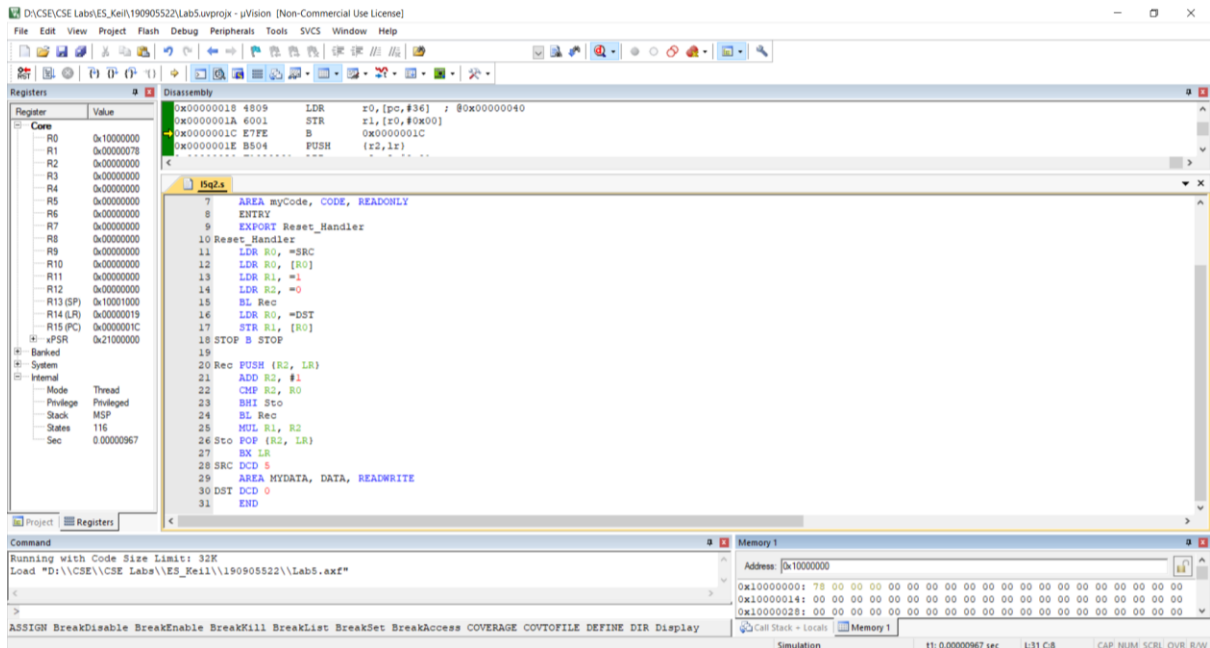 D:\CSE\CSE Labs\ES_Keil\190905522\Lab5.uvprojx - µVision [Non-Commercial Use License]
File Edit View Project Flash Debug Peripherals Tools SVCS Window Help
Registers
Register Value
Core
R0 0x10000000
R1 0x00000078
R2 0x00000000
R3 0x00000000
R4 0x00000000
R5 0x00000000
R6 0x00000000
R7 0x00000000
R8 0x00000000
R9 0x00000000
R10 0x00000000
R11 0x00000000
R12 0x00000000
R13 (SP) 0x10001000
R14 (LR) 0x00000019
R15 (PC) 0x0000001C
xPSR 0x21000000
Banked
System
Internal
Mode Thread
Privilege Privileged
Stack MSP
States 116
Sec 0.00000967
Project Registers
Disassembly
0x00000018 4809 LDR r0,[pc,#36] ; @0x00000040
0x0000001A 6001 STR r1,[r0,#0x00]
0x0000001C E7FE B 0x0000001C
0x0000001E B504 PUSH {r2,lr}
l5q2.s
7 AREA myCode, CODE, READONLY
8 ENTRY
9 EXPORT Reset_Handler
10 Reset_Handler
11 LDR R0, =SRC
12 LDR R0, [R0]
13 LDR R1, =1
14 LDR R2, =0
15 BL Rec
16 LDR R0, =DST
17 STR R1, [R0]
18 STOP B STOP
19
20 Rec PUSH {R2, LR}
21 ADD R2, #1
22 CMP R2, R0
23 BHI Sto
24 BL Rec
25 MUL R1, R2
26 Sto POP {R2, LR}
27 BX LR
28 SRC DCD 5
29 AREA MYDATA, DATA, READWRITE
30 DST DCD 0
31 END
Command
Running with Code Size Limit: 32K
Load "D:\\CSE\\CSE Labs\\ES_Keil\\190905522\\Lab5.axf"
>
ASSIGN BreakDisable BreakEnable BreakKill BreakList BreakSet BreakAccess COVERAGE COVTOFILE DEFINE DIR Display
Memory 1
Address: 0x10000000
0x10000000: 78 00 00 00 00 00 00 00 00 00 00 00 00 00 00 00 00 00 00 00
0x10000014: 00 00 00 00 00 00 00 00 00 00 00 00 00 00 00 00 00 00 00 00
0x10000028: 00 00 00 00 00 00 00 00 00 00 00 00 00 00 00 00 00 00 00 00
Call Stack + Locals Memory 1
Simulation t1: 0.00000967 sec L:31 C:8 CAP NUM SCRL OVR R/W